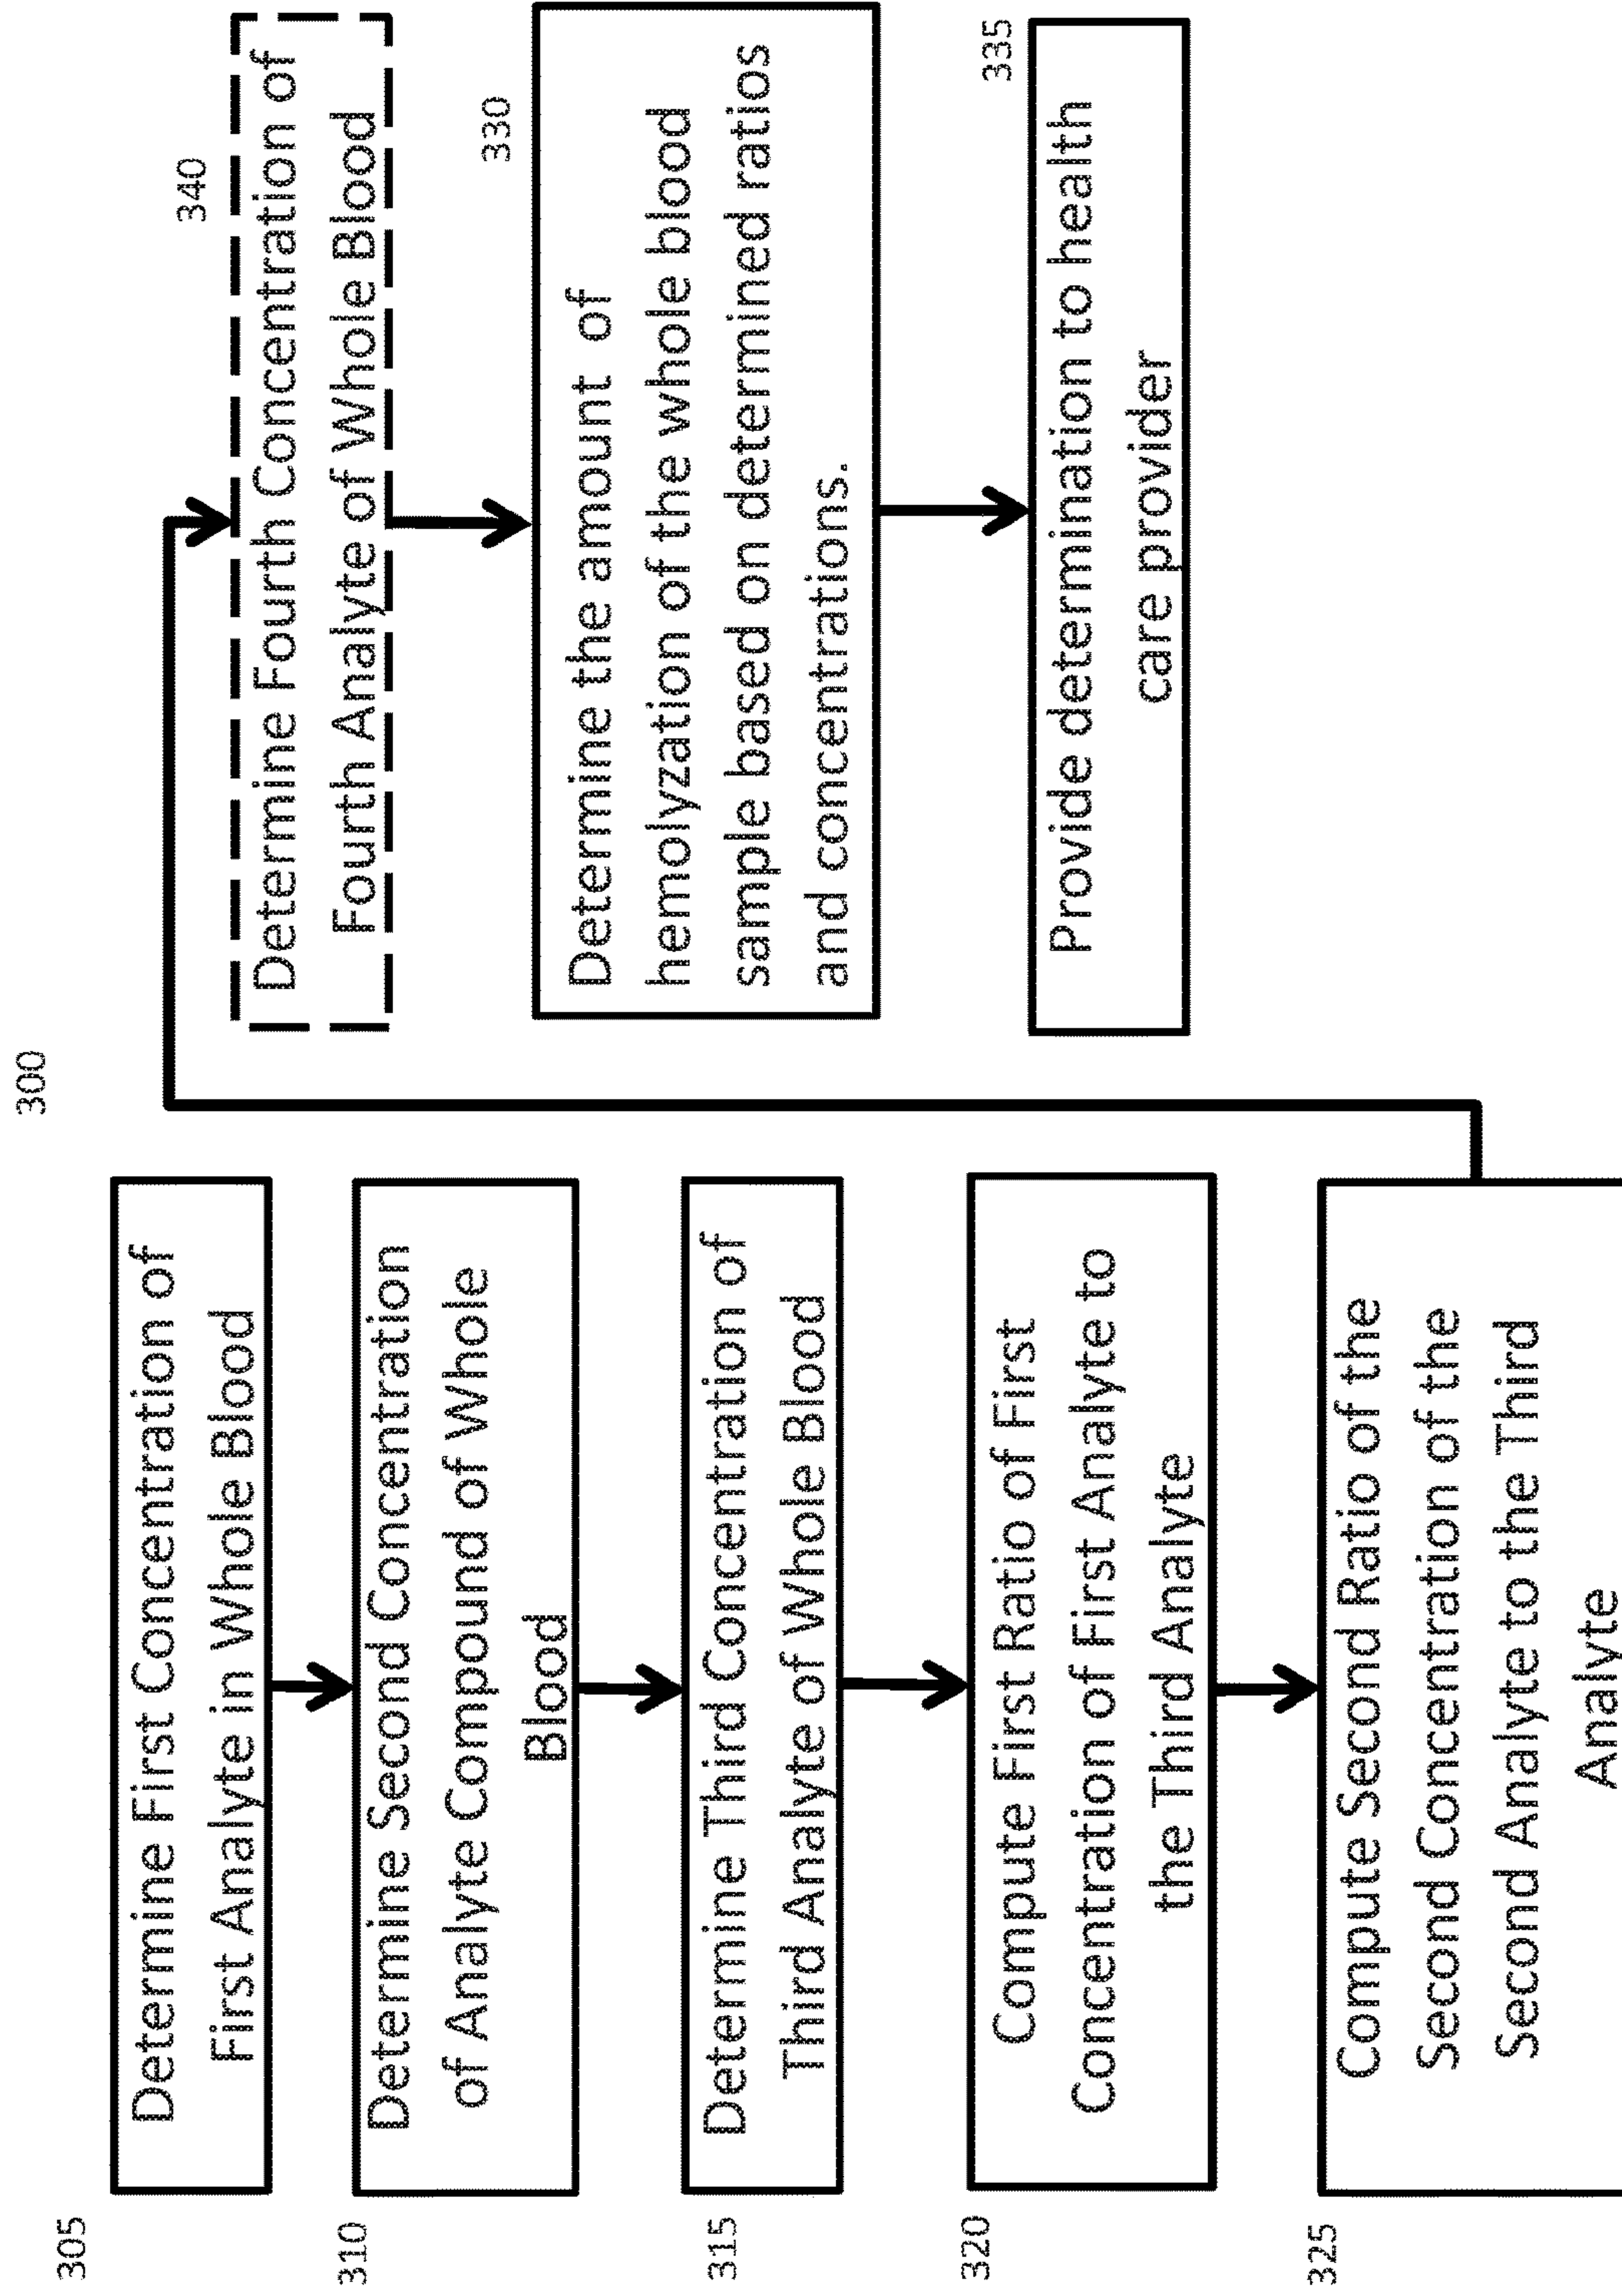 300
305
Determine First Concentration of
First Analyte in Whole Blood
310
Determine Second Concentration
of Analyte Compound of Whole
Blood
315
Determine Third Concentration of
Third Analyte of Whole Blood
320
Compute First Ratio of First
Concentration of First Analyte to
the Third Analyte
325
Compute Second Ratio of the
Second Concentration of the
Second Analyte to the Third
Analyte
340
Determine Fourth Concentration of
Fourth Analyte of Whole Blood
330
Determine the amount of
hemolyzation of the whole blood
sample based on determined ratios
and concentrations.
335
Provide determination to health
care provider